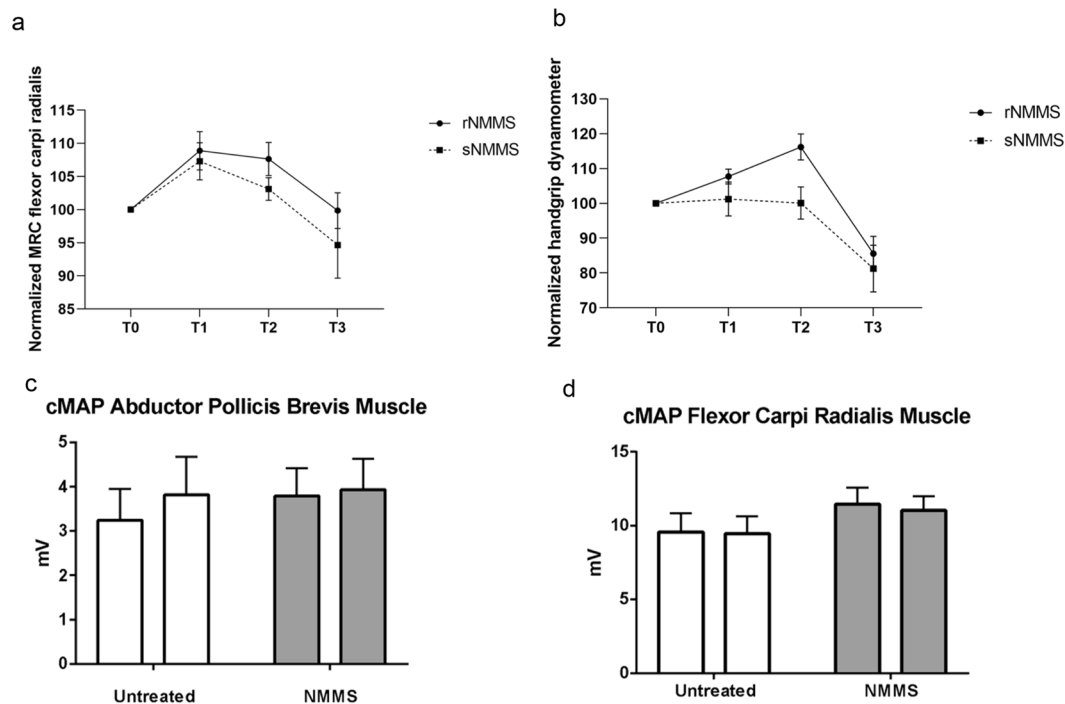 a
Normalized MRC flexor carpi radialis
115
110
105
100
95
90
85
T0 T1 T2 T3
rNMMS
sNMMS
b
Normalized handgrip dynamometer
130
120
110
100
90
80
70
T0 T1 T2 T3
rNMMS
sNMMS
c
cMAP Abductor Pollicis Brevis Muscle
mV
5
4
3
2
1
0
Untreated NMMS
d
cMAP Flexor Carpi Radialis Muscle
mV
15
10
5
0
Untreated NMMS